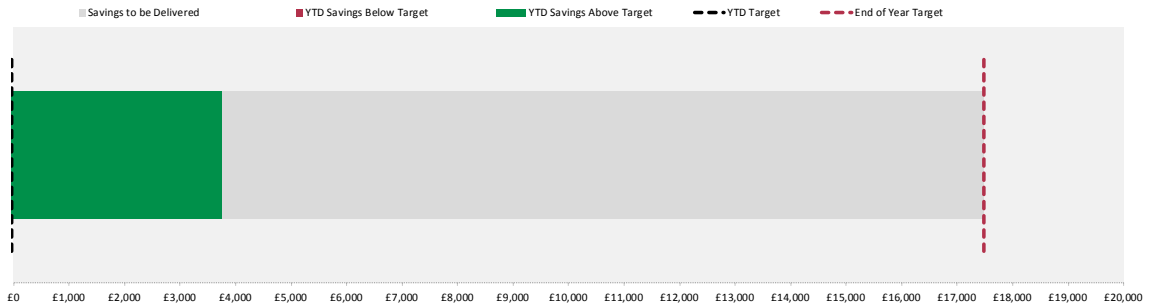 Savings to be Delivered YTD Savings Below Target YTD Savings Above Target YTD Target End of Year Target
£0 £1,000 £2,000 £3,000 £4,000 £5,000 £6,000 £7,000 £8,000 £9,000 £10,000 £11,000 £12,000 £13,000 £14,000 £15,000 £16,000 £17,000 £18,000 £19,000 £20,000